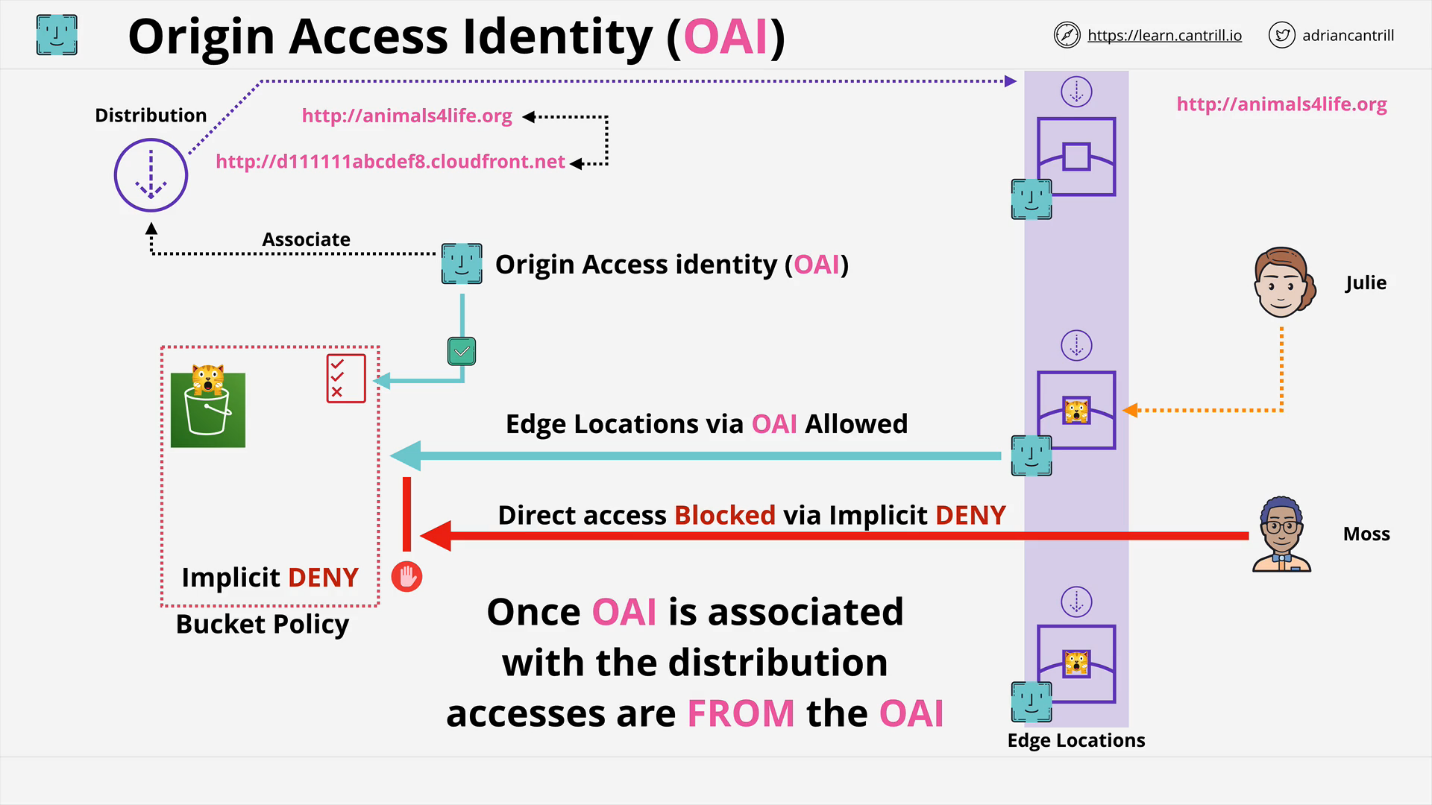 Origin Access Identity (OAI)
https://learn.cantrill.io
adriancantrill
Distribution
http://animals4life.org
http://animals4life.org
http://d111111abcdef8.cloudfront.net
Associate
Origin Access identity (OAI)
Julie
Edge Locations via OAI Allowed
Direct access Blocked via Implicit DENY
Moss
Implicit DENY
Bucket Policy
Once OAI is associated
with the distribution
accesses are FROM the OAI
Edge Locations